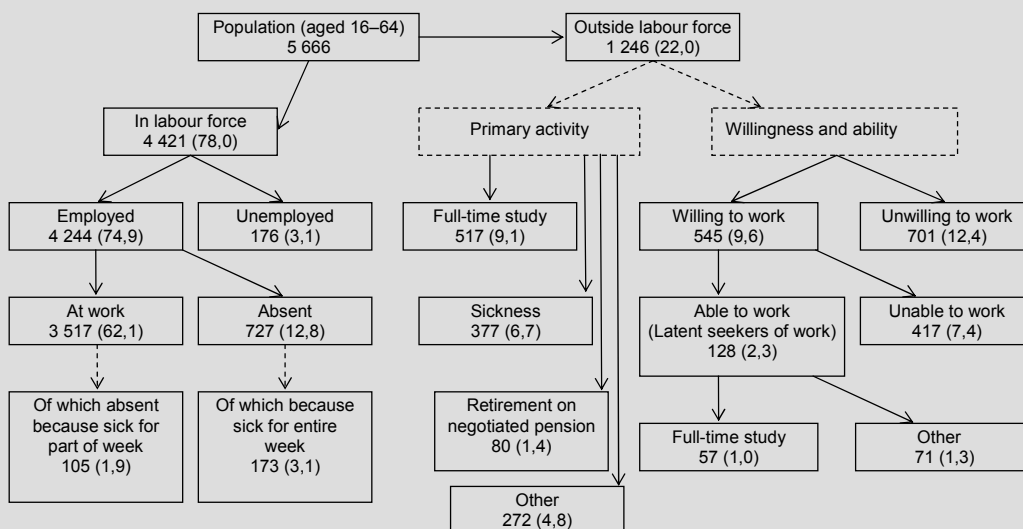 Population (aged 16–64)
5 666
Outside labour force
1 246 (22,0)
In labour force
4 421 (78,0)
Primary activity
Willingness and ability
Employed
4 244 (74,9)
Unemployed
176 (3,1)
Full-time study
517 (9,1)
Willing to work
545 (9,6)
Unwilling to work
701 (12,4)
At work
3 517 (62,1)
Absent
727 (12,8)
Sickness
377 (6,7)
Able to work
(Latent seekers of work)
128 (2,3)
Unable to work
417 (7,4)
Of which absent
because sick for
part of week
105 (1,9)
Of which because
sick for entire
week
173 (3,1)
Retirement on
negotiated pension
80 (1,4)
Full-time study
57 (1,0)
Other
71 (1,3)
Other
272 (4,8)